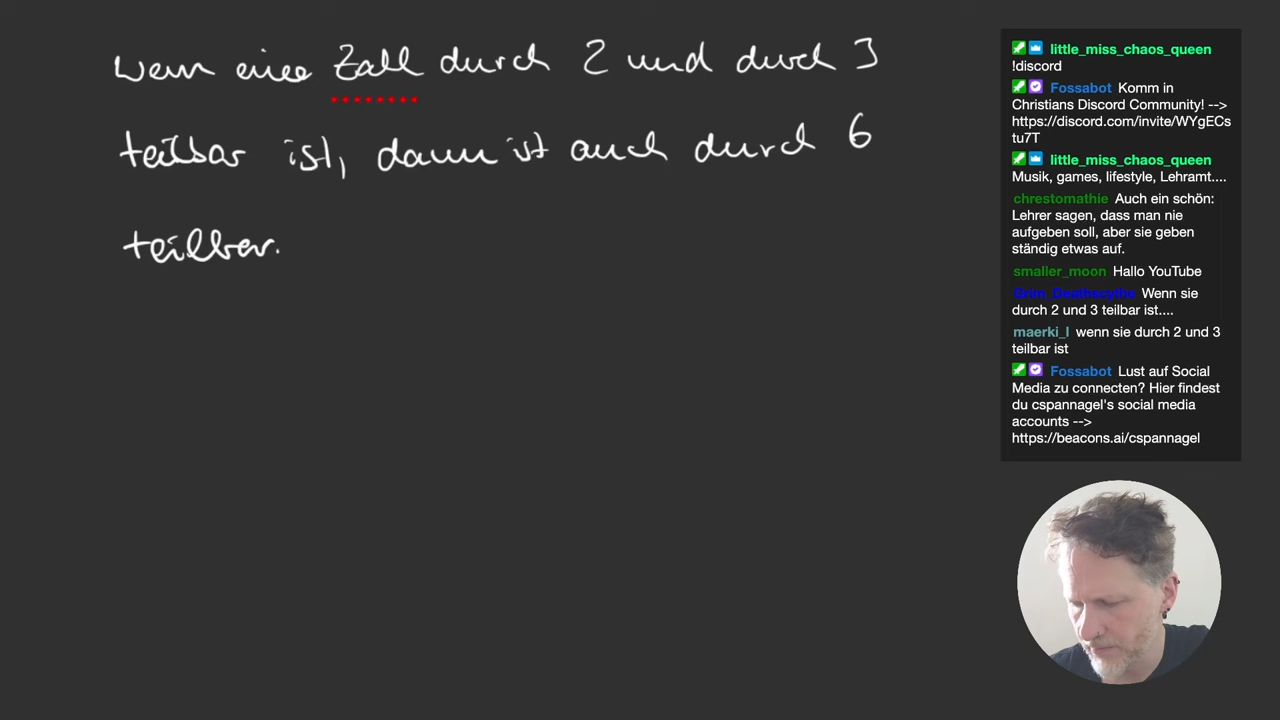 Wenn eine Zahl durch 2 und durch 3
teilbar ist, dann ist auch durch 6
teilbar.
little_miss_chaos_queen
!discord
Fossabot Komm in
Christians Discord Community! -->
https://discord.com/invite/WYgECs
tu7T
little_miss_chaos_queen
Musik, games, lifestyle, Lehramt....
chrestomathie Auch ein schön:
Lehrer sagen, dass man nie
aufgeben soll, aber sie geben
ständig etwas auf.
smaller_moon Hallo YouTube
Grim_Deathscythe Wenn sie
durch 2 und 3 teilbar ist....
maerki_l wenn sie durch 2 und 3
teilbar ist
Fossabot Lust auf Social
Media zu connecten? Hier findest
du cspannagel's social media
accounts -->
https://beacons.ai/cspannagel